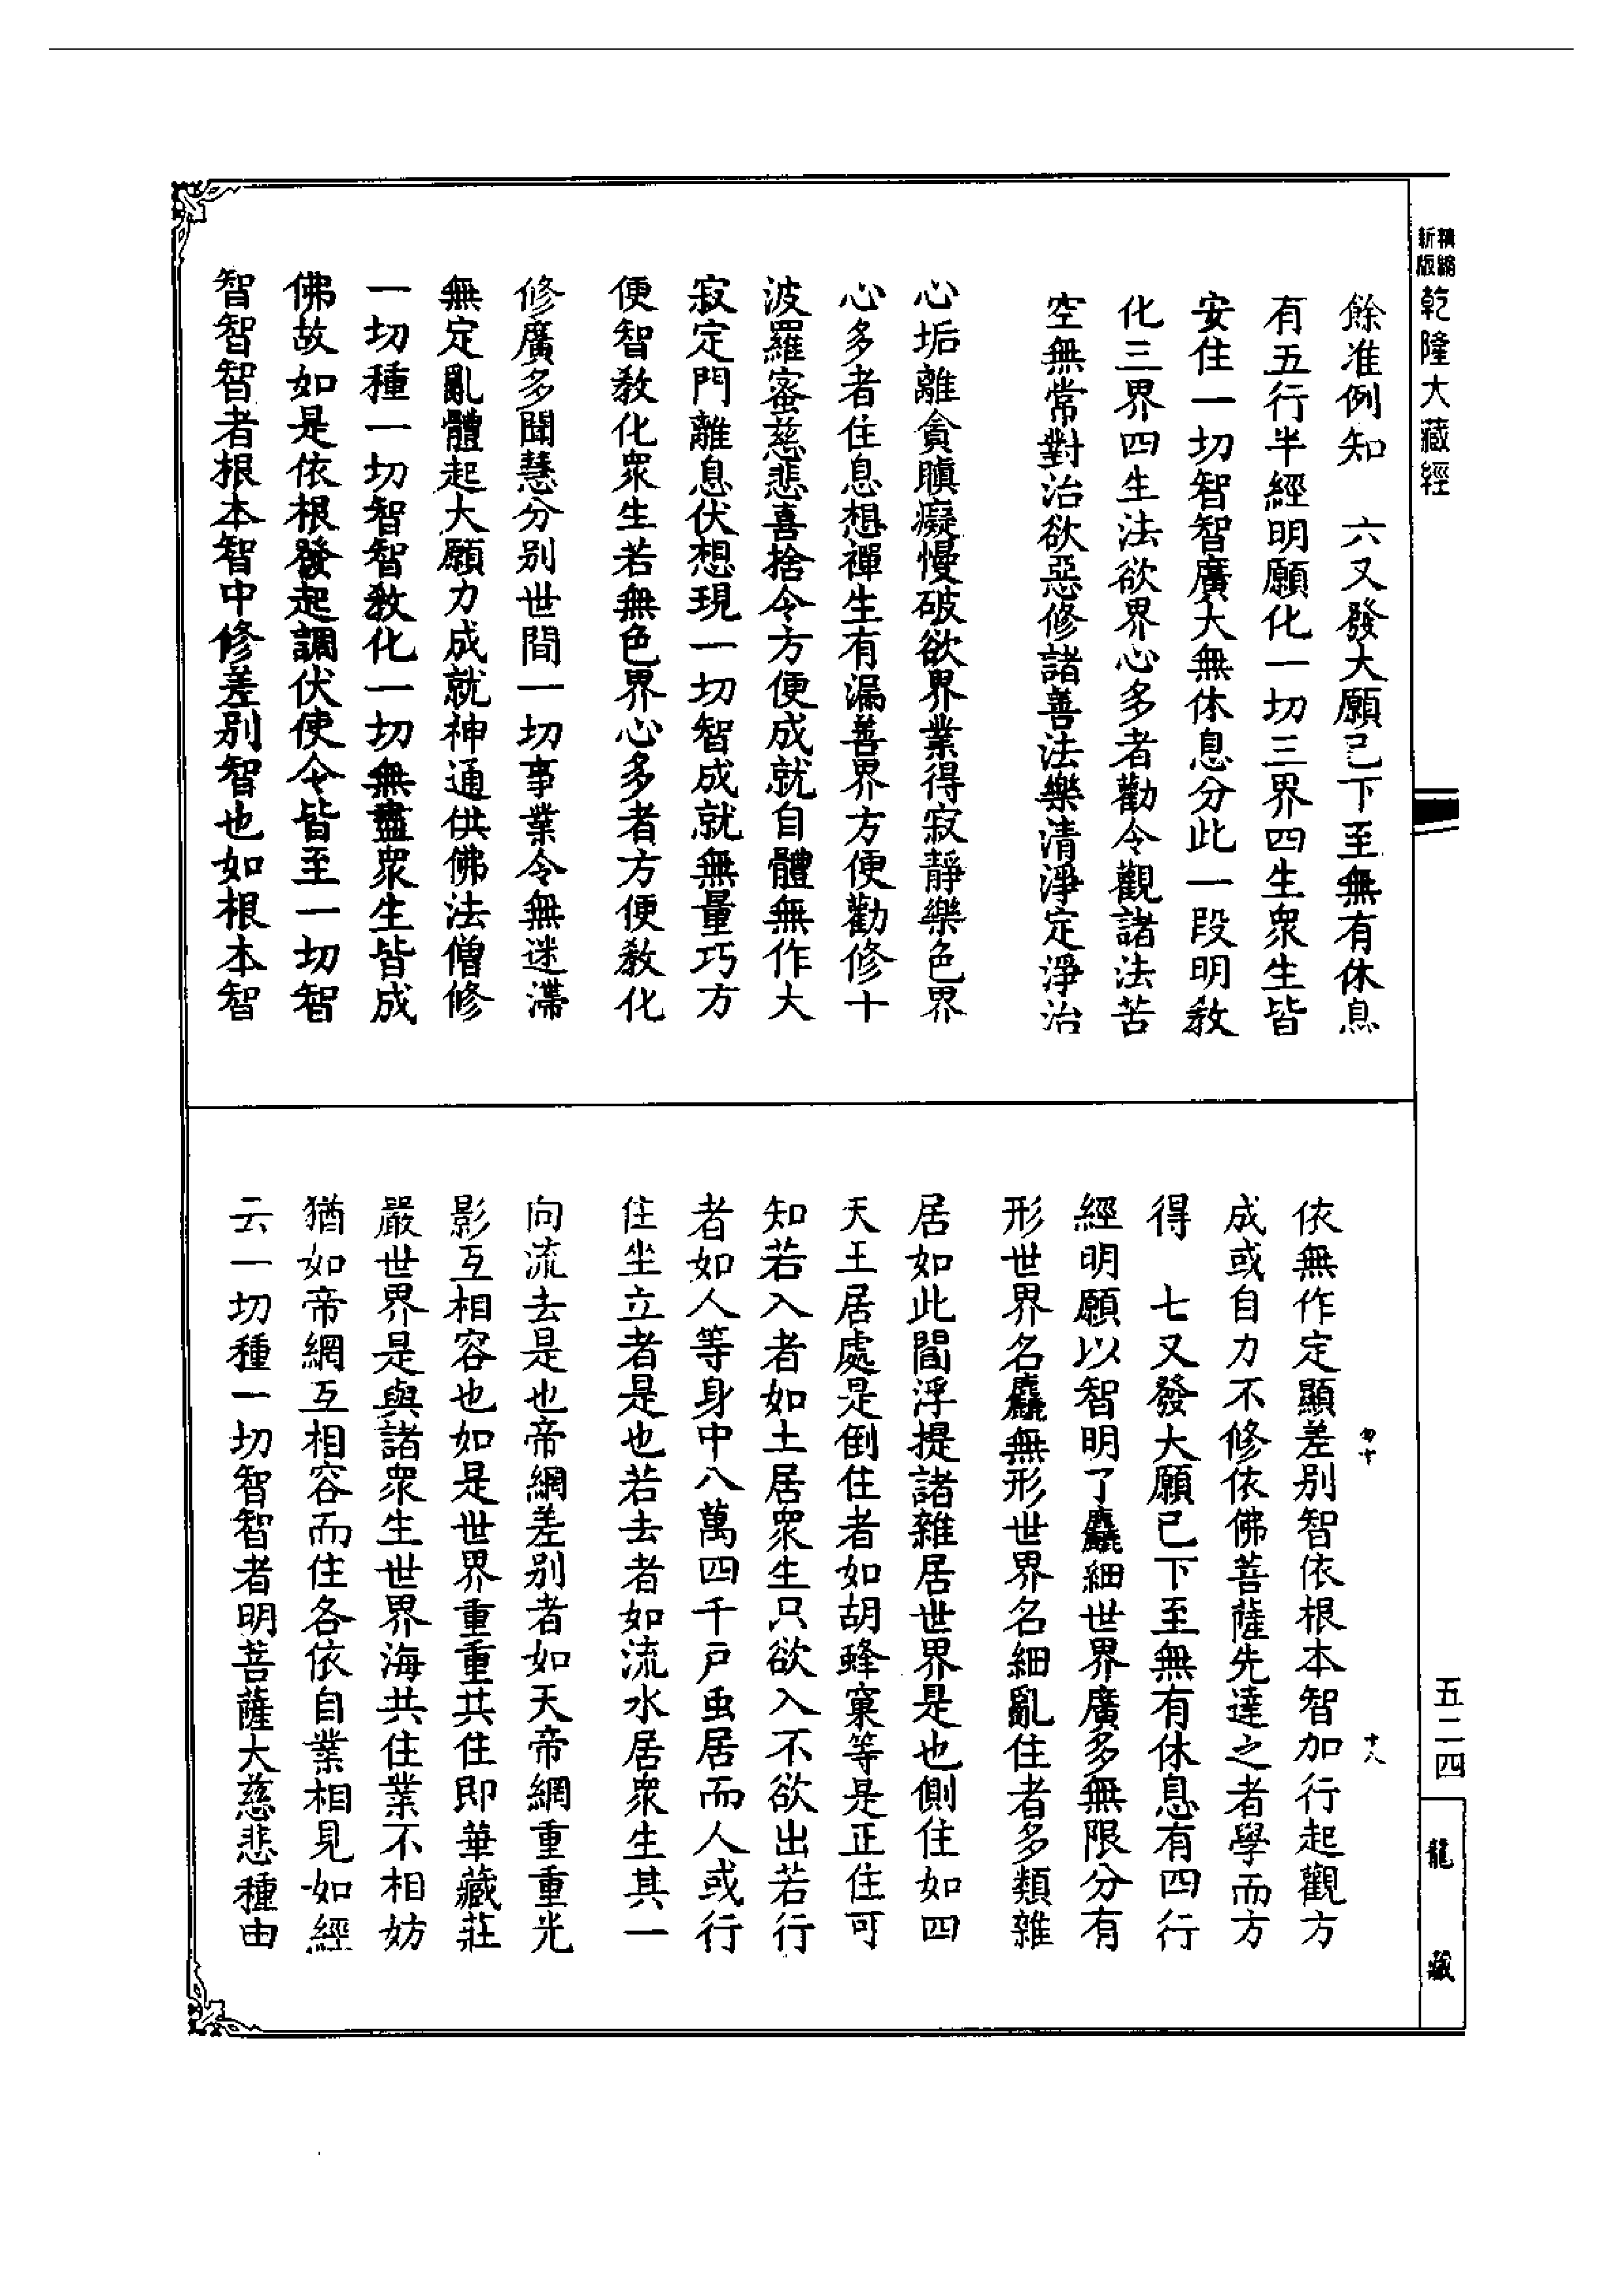 精縮新版 乾隆大藏經
餘准例知　六又發大願已下至無有休息
有五行半經明願化一切三界四生衆生皆
安住一切智智廣大無休息分此一段明教
化三界四生法欲界心多者勸令觀諸法苦
空無常對治欲惡修諸善法樂清淨定淨治
心垢離貪瞋癡慢破欲界業得寂靜樂色界
心多者住息想禪生有漏善界方便勸修十
波羅蜜慈悲喜捨令方便成就自體無作大
寂定門離息伏想現一切智成就無量巧方
便智教化衆生若無色界心多者方便教化
修廣多聞慧分別世間一切事業令無迷滯
無定亂體起大願力成就神通供佛法僧修
一切種一切智智教化一切無盡衆生皆成
佛故如是依根發起調伏使令皆至一切智
智智智者根本智中修差別智也如根本智
依無作定顯差別智依根本智加行起觀方
成或自力不修依佛菩薩先達之者學而方
得　七又發大願已下至無有休息有四行
經明願以智明了麤細世界廣多無限分有
形世界名麤無形世界名細亂住者多類雜
居如此閻浮提諸雜居世界是也側住如四
天王居處是倒住者如胡蜂窠等是正住可
知若入者如土居衆生只欲入不欲出若行
者如人等身中八萬四千戶虫居而人或行
住坐立者是也若去者如流水居衆生其一
向流去是也帝網差別者如天帝網重重光
影互相容也如是世界重重共住即華藏莊
嚴世界是與諸衆生世界海共住業不相妨
猶如帝網互相容而住各依自業相見如經
云一切種一切智智者明菩薩大慈悲種由
十八
五二四
龍藏